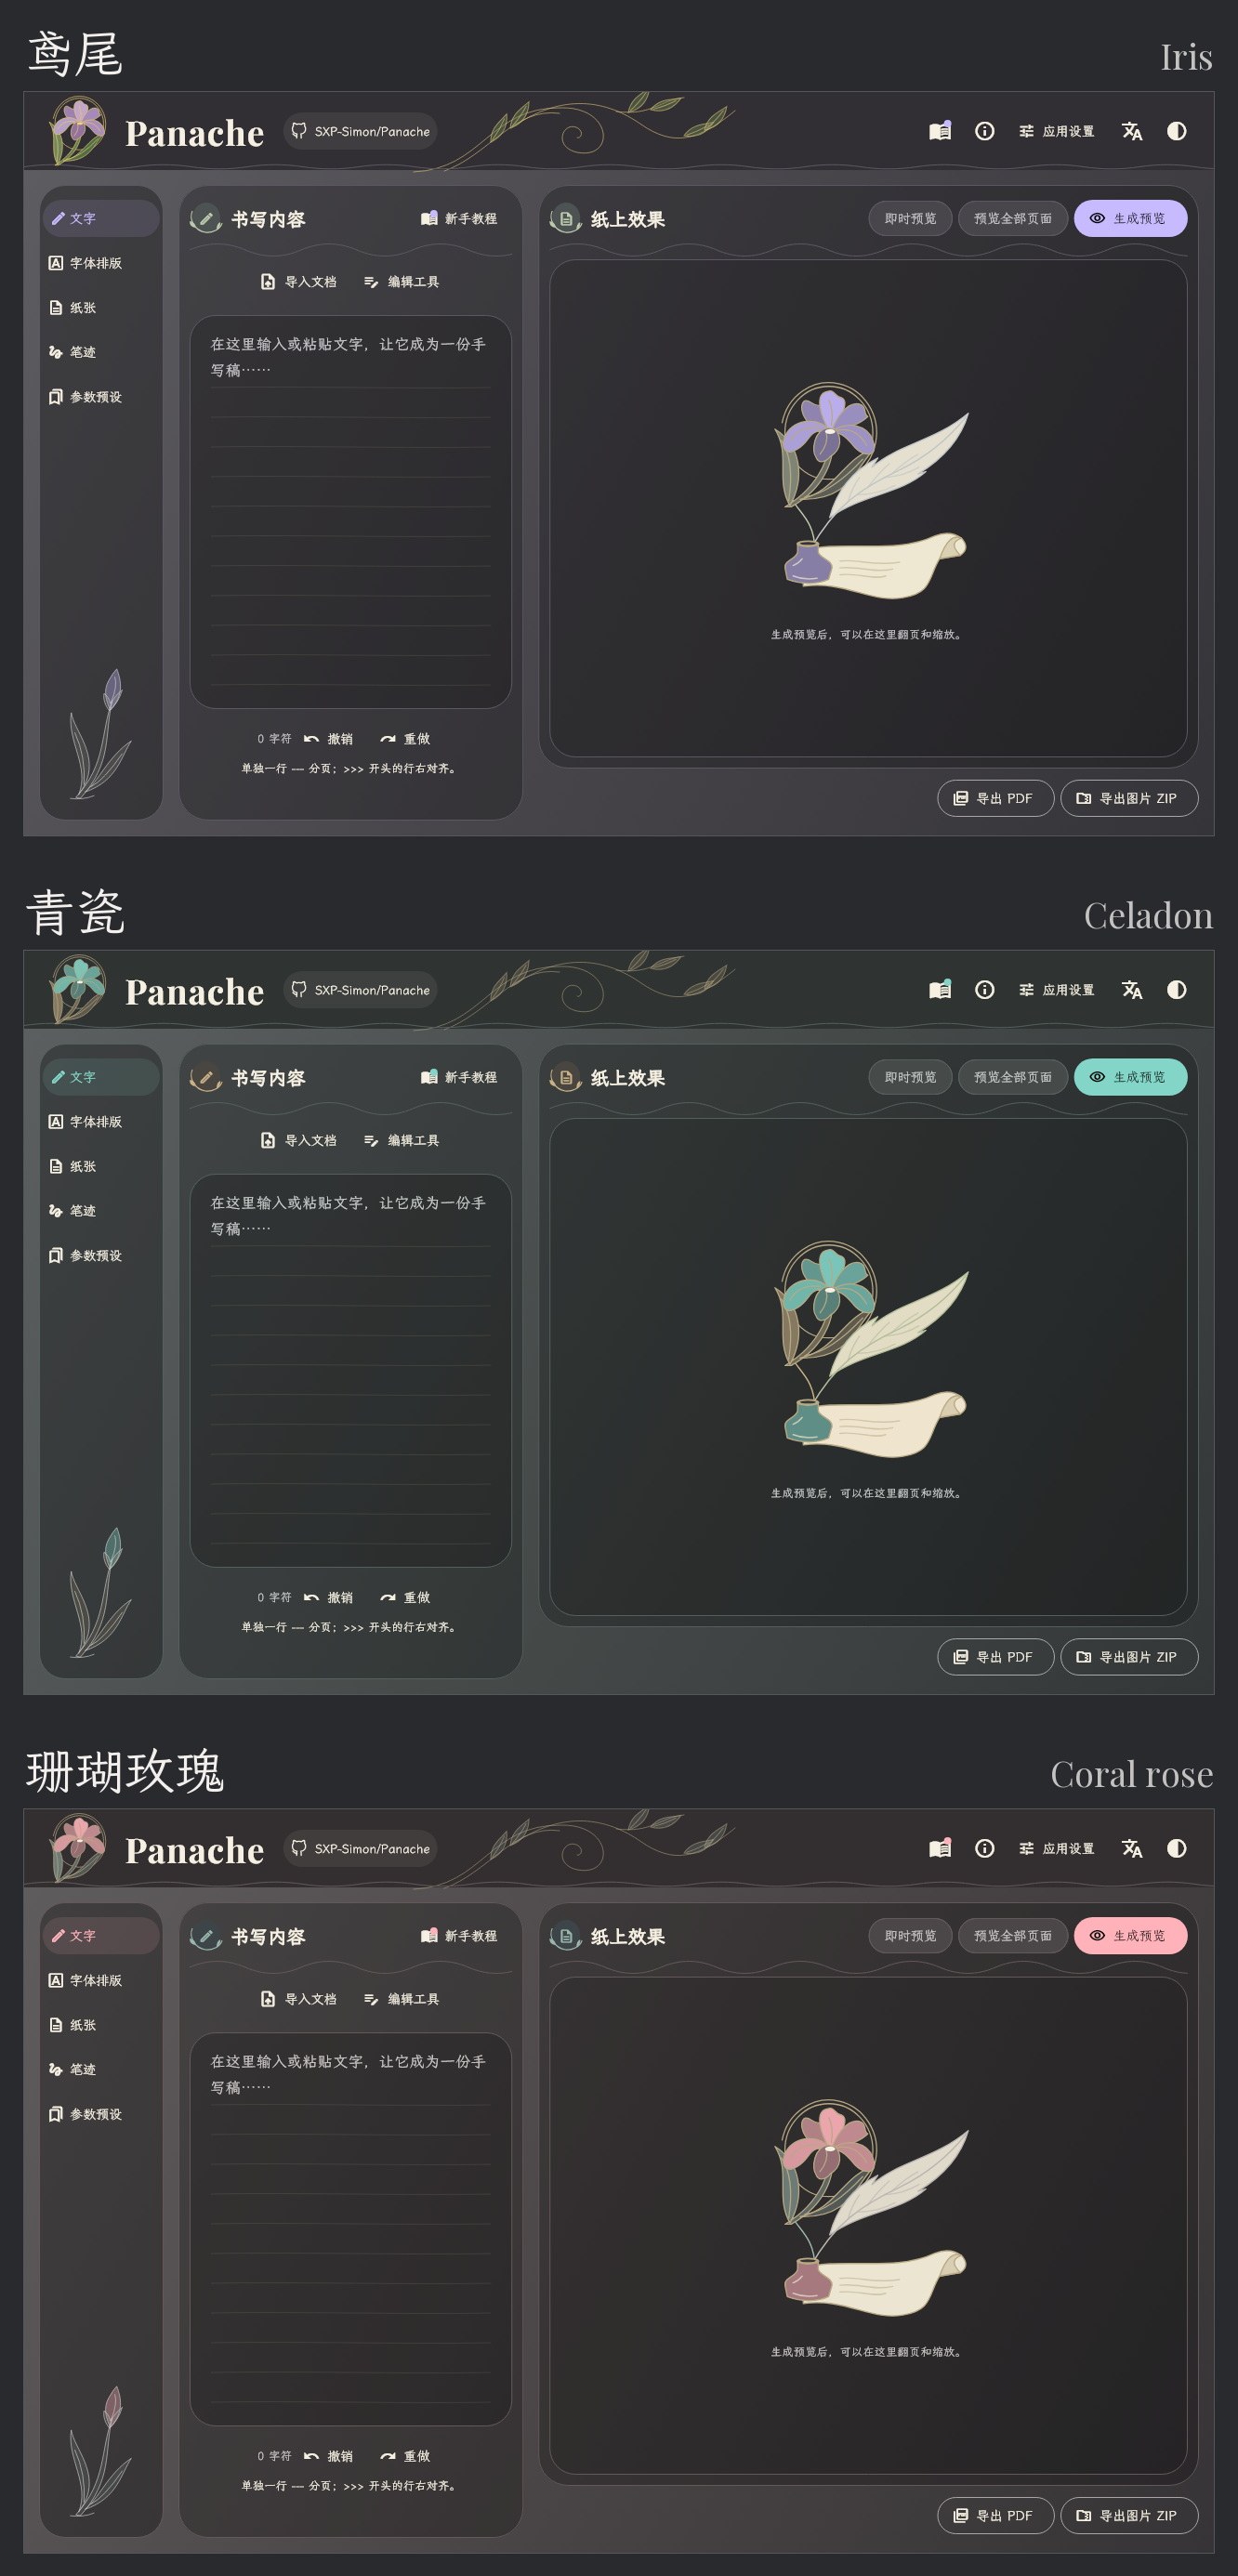 鸢尾
Iris
Panache
SXP-Simon/Panache
应用设置
文字
字体排版
纸张
笔迹
参数预设
书写内容
新手教程
导入文档
编辑工具
在这里输入或粘贴文字，让它成为一份手
写稿……
0 字符
撤销
重做
单独一行 --- 分页；>>> 开头的行右对齐。
纸上效果
即时预览
预览全部页面
生成预览
生成预览后，可以在这里翻页和缩放。
导出 PDF
导出图片 ZIP
青瓷
Celadon
Panache
SXP-Simon/Panache
应用设置
文字
字体排版
纸张
笔迹
参数预设
书写内容
新手教程
导入文档
编辑工具
在这里输入或粘贴文字，让它成为一份手
写稿……
0 字符
撤销
重做
单独一行 --- 分页；>>> 开头的行右对齐。
纸上效果
即时预览
预览全部页面
生成预览
生成预览后，可以在这里翻页和缩放。
导出 PDF
导出图片 ZIP
珊瑚玫瑰
Coral rose
Panache
SXP-Simon/Panache
应用设置
文字
字体排版
纸张
笔迹
参数预设
书写内容
新手教程
导入文档
编辑工具
在这里输入或粘贴文字，让它成为一份手
写稿……
0 字符
撤销
重做
单独一行 --- 分页；>>> 开头的行右对齐。
纸上效果
即时预览
预览全部页面
生成预览
生成预览后，可以在这里翻页和缩放。
导出 PDF
导出图片 ZIP